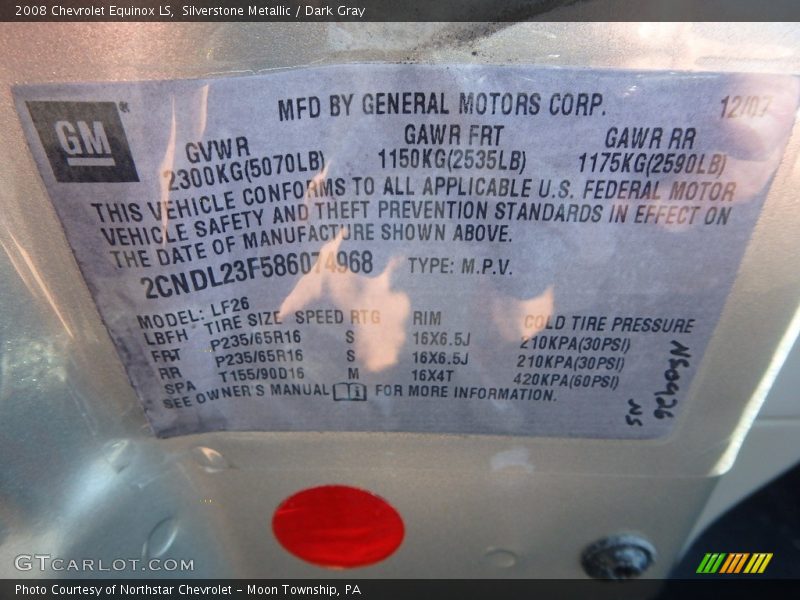 2008 Chevrolet Equinox LS, Silverstone Metallic / Dark Gray
GM
MFD BY GENERAL MOTORS CORP. 12/07
GVWR GAWR FRT GAWR RR
2300KG(5070LB) 1150KG(2535LB) 1175KG(2590LB)
THIS VEHICLE CONFORMS TO ALL APPLICABLE U.S. FEDERAL MOTOR
VEHICLE SAFETY AND THEFT PREVENTION STANDARDS IN EFFECT ON
THE DATE OF MANUFACTURE SHOWN ABOVE.
2CNDL23F586074968 TYPE: M.P.V.
MODEL: LF26
LBFH TIRE SIZE SPEED RTG RIM COLD TIRE PRESSURE
FRT P235/65R16 S 16X6.5J 210KPA(30PSI)
RR P235/65R16 S 16X6.5J 210KPA(30PSI)
SPA T155/90D16 M 16X4T 420KPA(60PSI)
SEE OWNER'S MANUAL FOR MORE INFORMATION.
GTCARLOT.COM
Photo Courtesy of Northstar Chevrolet - Moon Township, PA